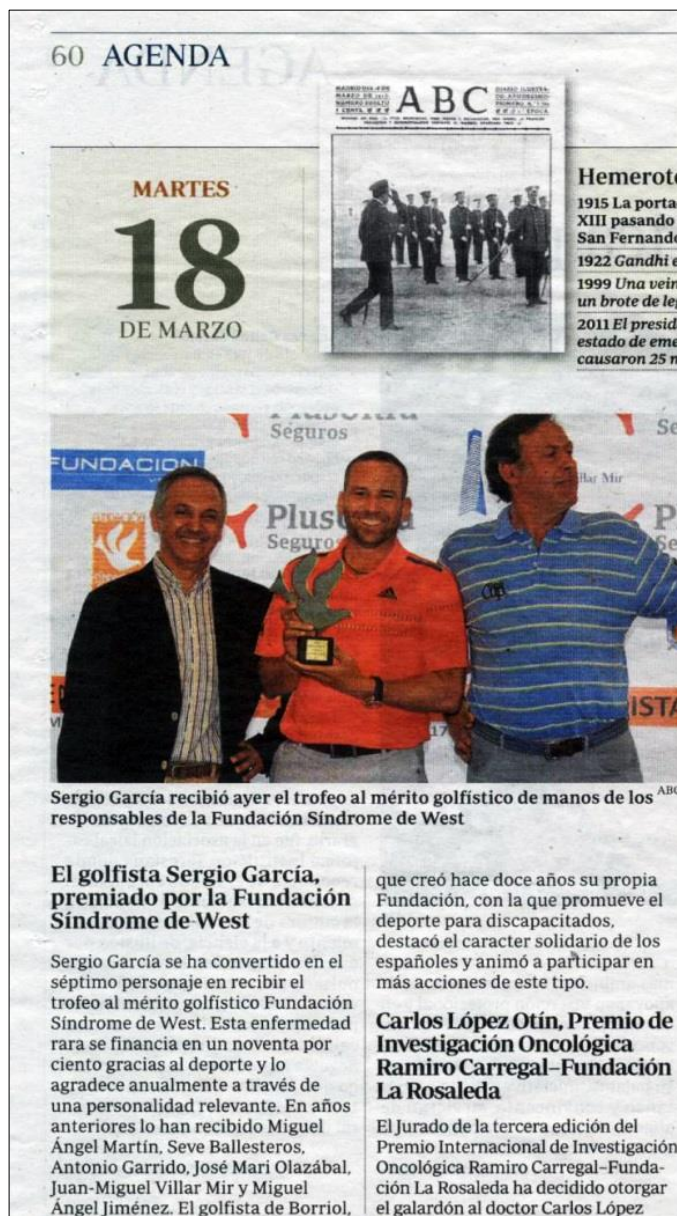 60 AGENDA
ABC
MARTES
18
DE MARZO
Hemerot
1915 La porta
XIII pasando
San Fernando
1922 Gandhi e
1999 Una vein
un brote de le
2011 El presid
estado de eme
causaron 25 m
Seguros
FUNDACION
llar Mir
Plus
Seguros
Sergio García recibió ayer el trofeo al mérito golfístico de manos de los ABC
responsables de la Fundación Síndrome de West
El golfista Sergio García,
premiado por la Fundación
Síndrome de West
Sergio García se ha convertido en el
séptimo personaje en recibir el
trofeo al mérito golfístico Fundación
Síndrome de West. Esta enfermedad
rara se financia en un noventa por
ciento gracias al deporte y lo
agradece anualmente a través de
una personalidad relevante. En años
anteriores lo han recibido Miguel
Ángel Martín, Seve Ballesteros,
Antonio Garrido, José Mari Olazábal,
Juan-Miguel Villar Mir y Miguel
Ángel Jiménez. El golfista de Borriol,
que creó hace doce años su propia
Fundación, con la que promueve el
deporte para discapacitados,
destacó el caracter solidario de los
españoles y animó a participar en
más acciones de este tipo.
Carlos López Otín, Premio de
Investigación Oncológica
Ramiro Carregal–Fundación
La Rosaleda
El Jurado de la tercera edición del
Premio Internacional de Investigación
Oncológica Ramiro Carregal–Funda-
ción La Rosaleda ha decidido otorgar
el galardón al doctor Carlos López